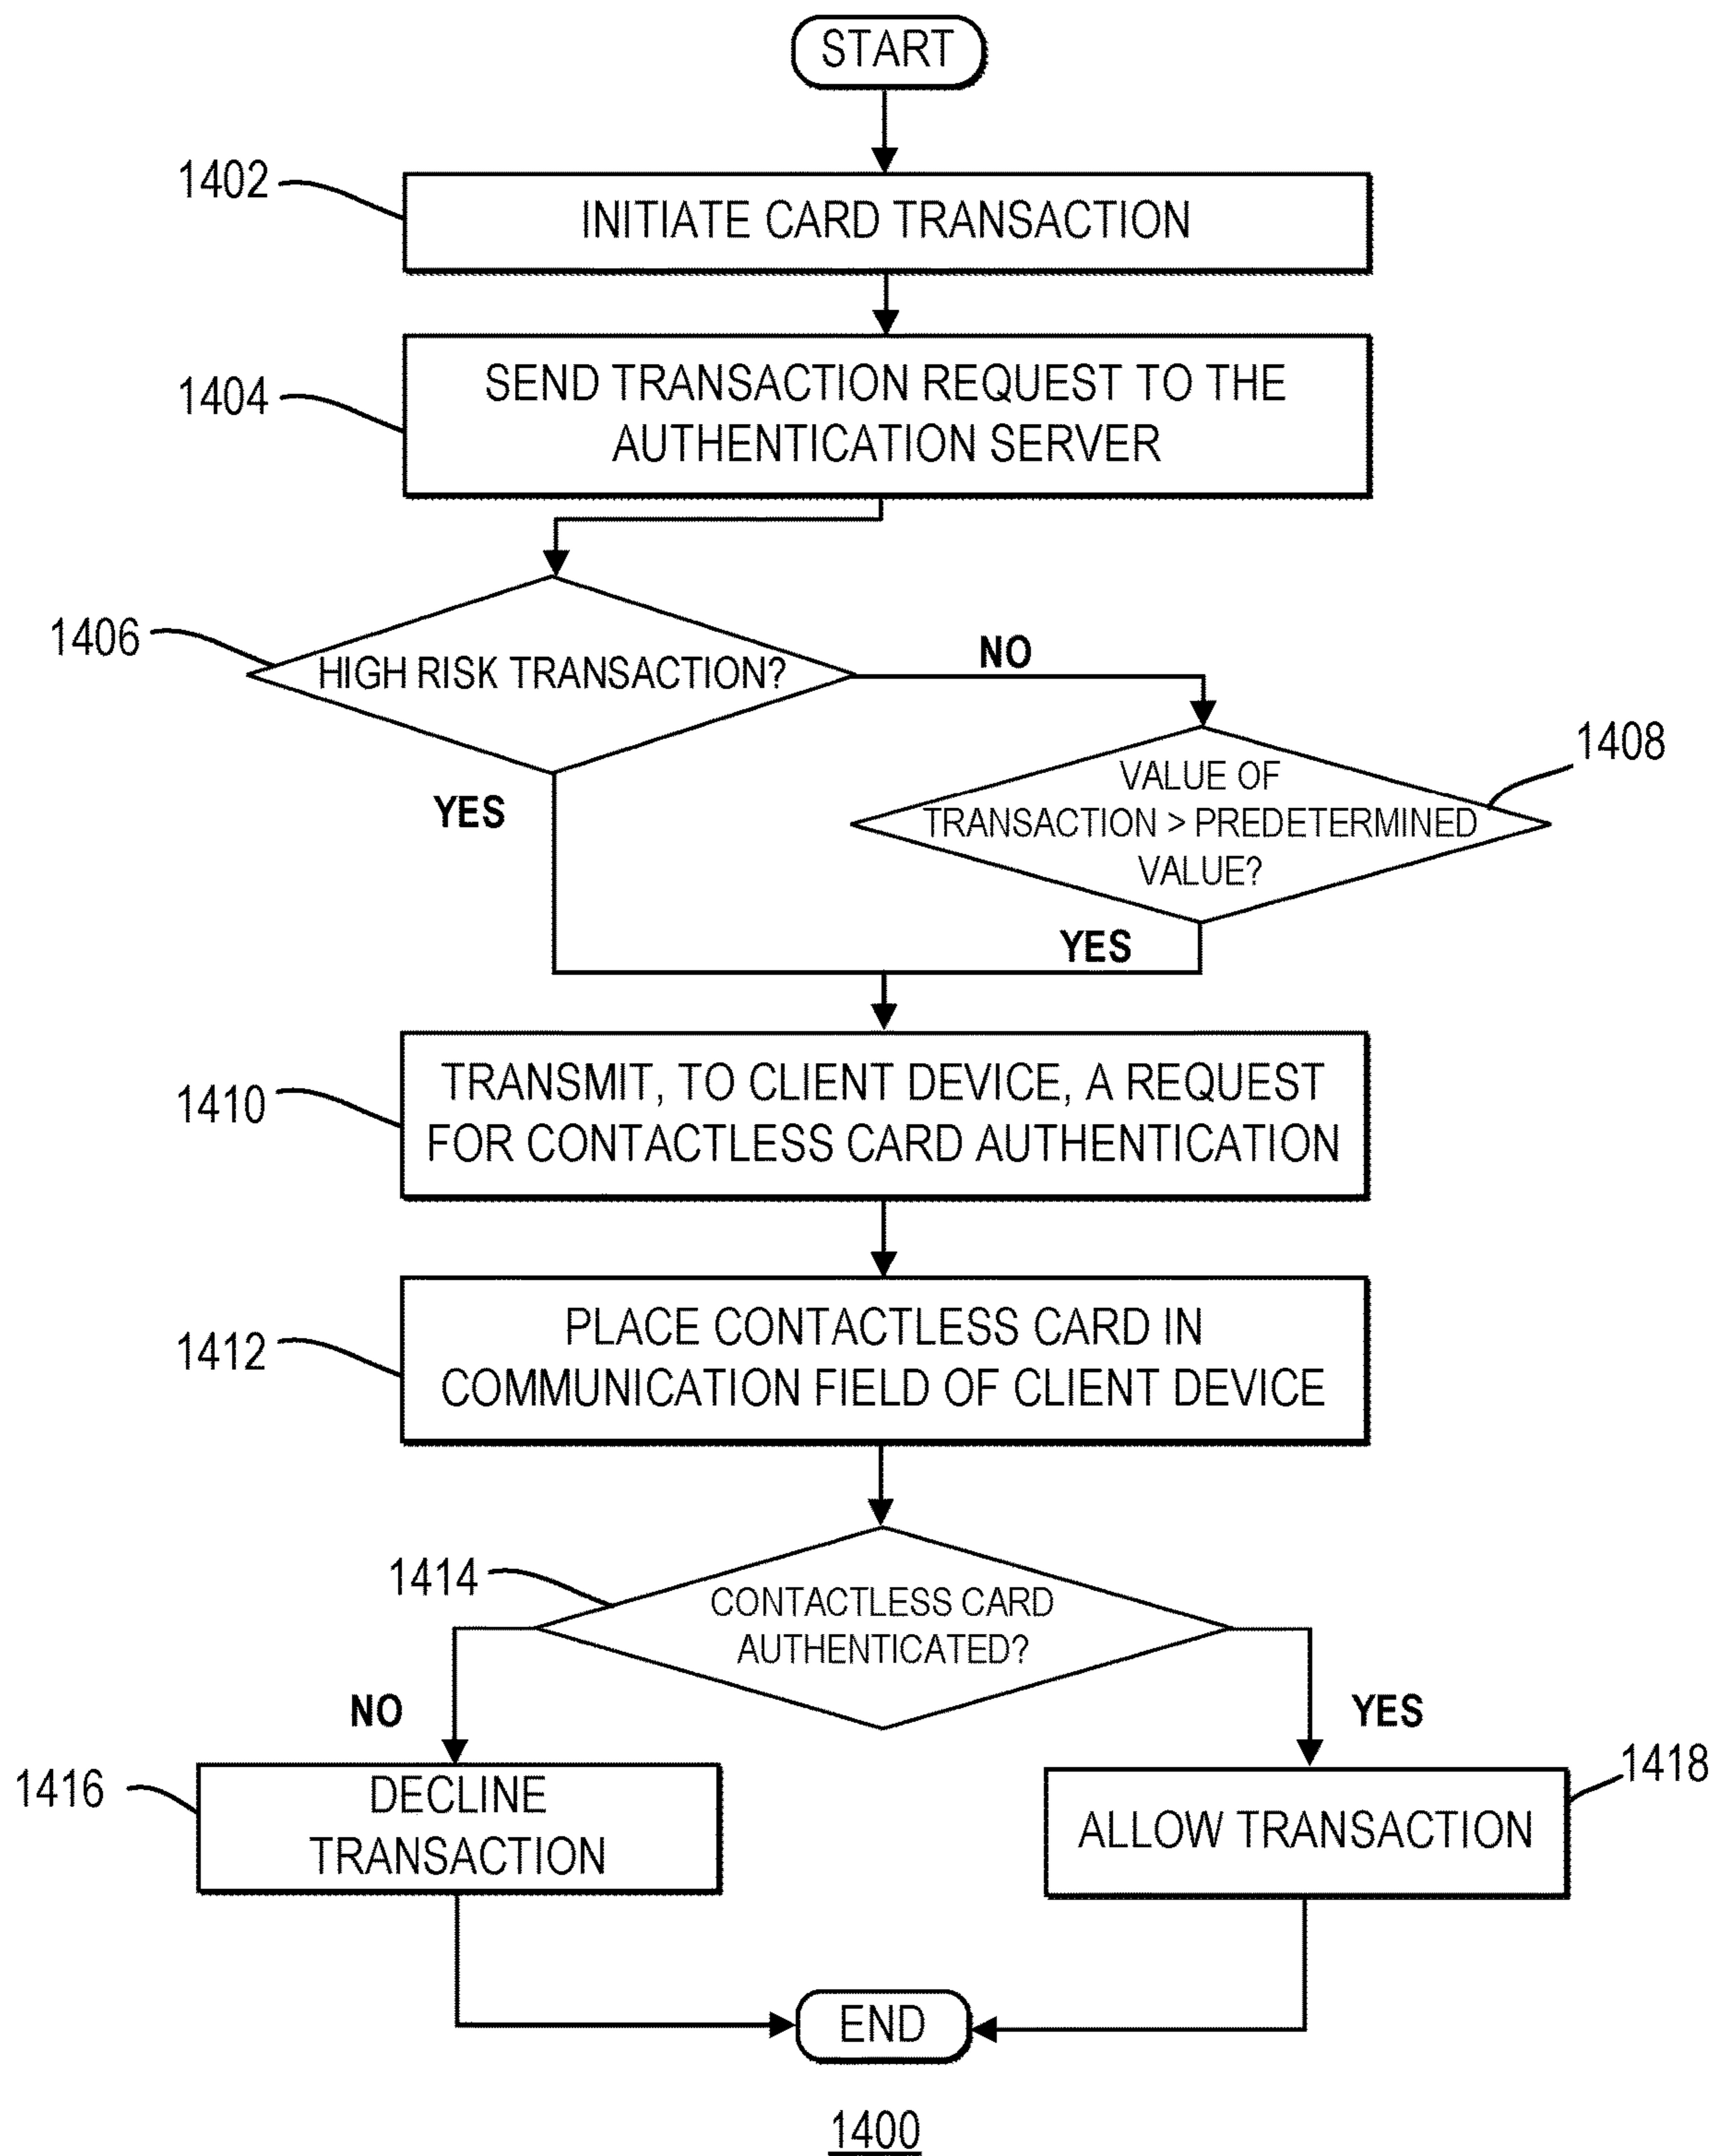 START
1402
INITIATE CARD TRANSACTION
1404
SEND TRANSACTION REQUEST TO THE
AUTHENTICATION SERVER
1406
HIGH RISK TRANSACTION?
NO
YES
1408
VALUE OF
TRANSACTION > PREDETERMINED
VALUE?
YES
1410
TRANSMIT, TO CLIENT DEVICE, A REQUEST
FOR CONTACTLESS CARD AUTHENTICATION
1412
PLACE CONTACTLESS CARD IN
COMMUNICATION FIELD OF CLIENT DEVICE
1414
CONTACTLESS CARD
AUTHENTICATED?
NO
YES
1416
DECLINE
TRANSACTION
1418
ALLOW TRANSACTION
END
1400